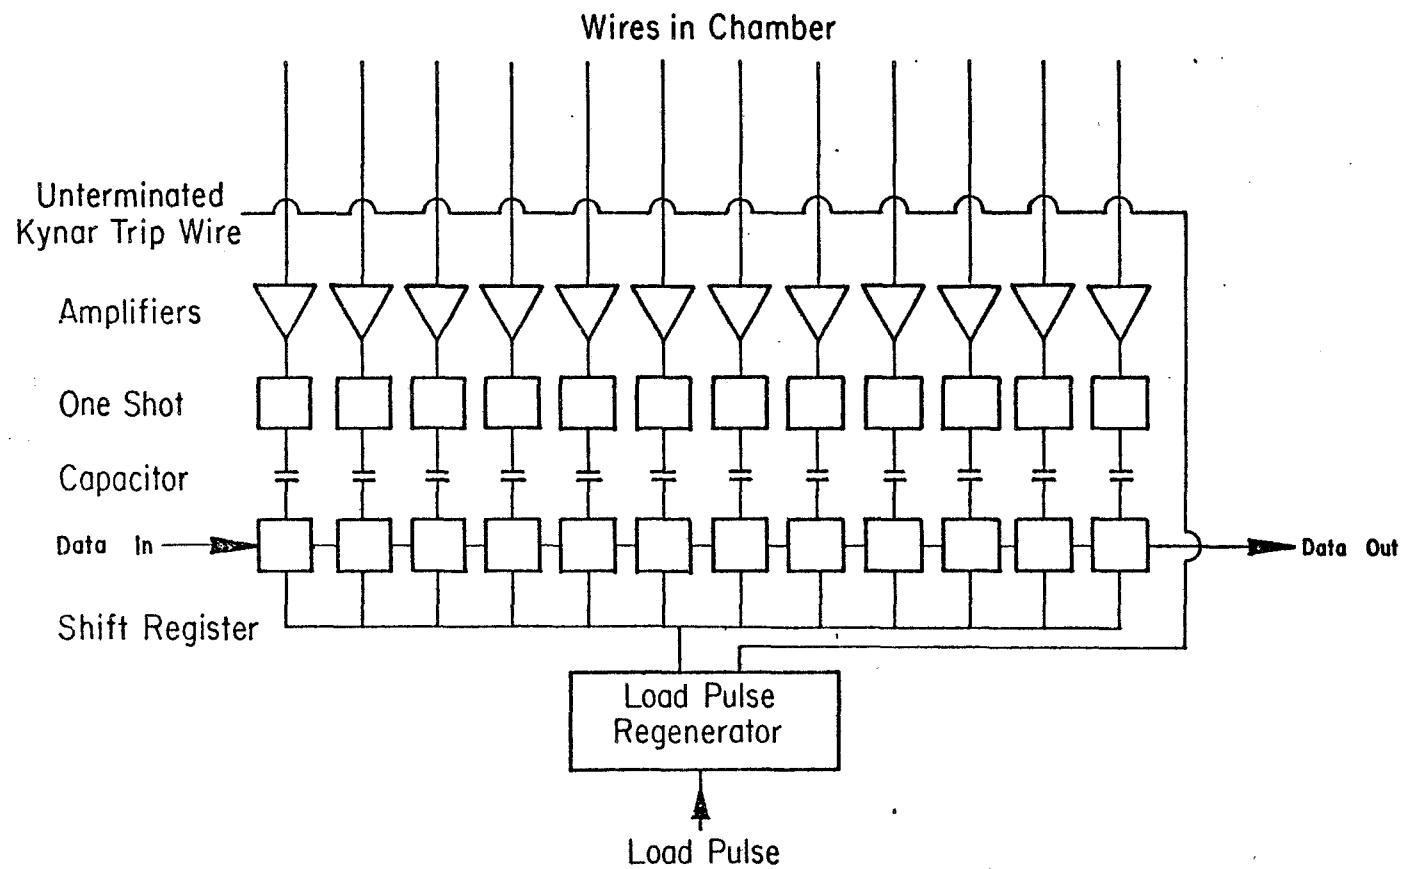 Wires in Chamber
Unterminated
Kynar Trip Wire
Amplifiers
One Shot
Capacitor
Data In
Data Out
Shift Register
Load Pulse
Regenerator
Load Pulse